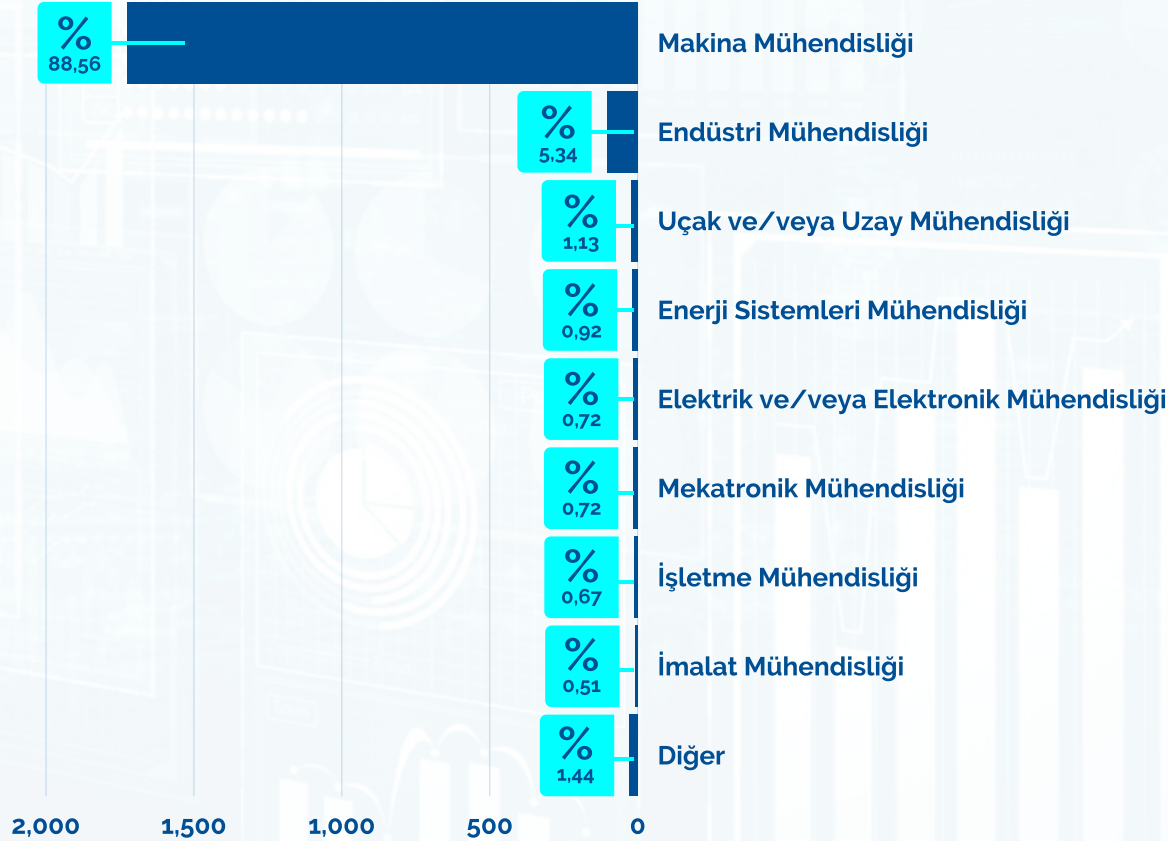 %
88,56
Makina Mühendisliği
%
5,34
Endüstri Mühendisliği
%
1,13
Uçak ve/veya Uzay Mühendisliği
%
0,92
Enerji Sistemleri Mühendisliği
%
0,72
Elektrik ve/veya Elektronik Mühendisliği
%
0,72
Mekatronik Mühendisliği
%
0,67
İşletme Mühendisliği
%
0,51
İmalat Mühendisliği
%
1,44
Diğer
2,000 1,500 1,000 500 0